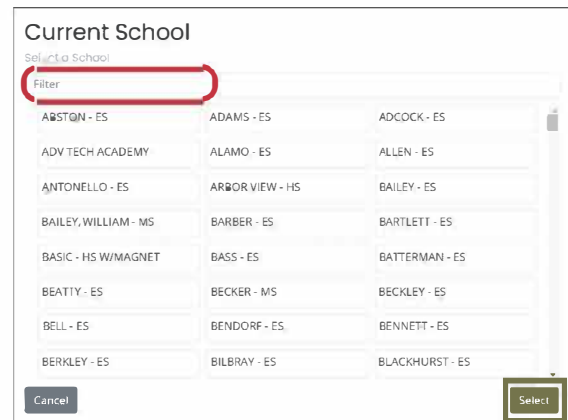 Current School
Select a School
Filter
ABSTON - ES ADAMS - ES ADCOCK - ES
ADV TECH ACADEMY ALAMO - ES ALLEN - ES
ANTONELLO - ES ARBOR VIEW - HS BAILEY - ES
BAILEY, WILLIAM - MS BARBER - ES BARTLETT - ES
BASIC - HS W/MAGNET BASS - ES BATTERMAN - ES
BEATTY - ES BECKER - MS BECKLEY - ES
BELL - ES BENDORF - ES BENNETT - ES
BERKLEY - ES BILBRAY - ES BLACKHURST - ES
Cancel Select